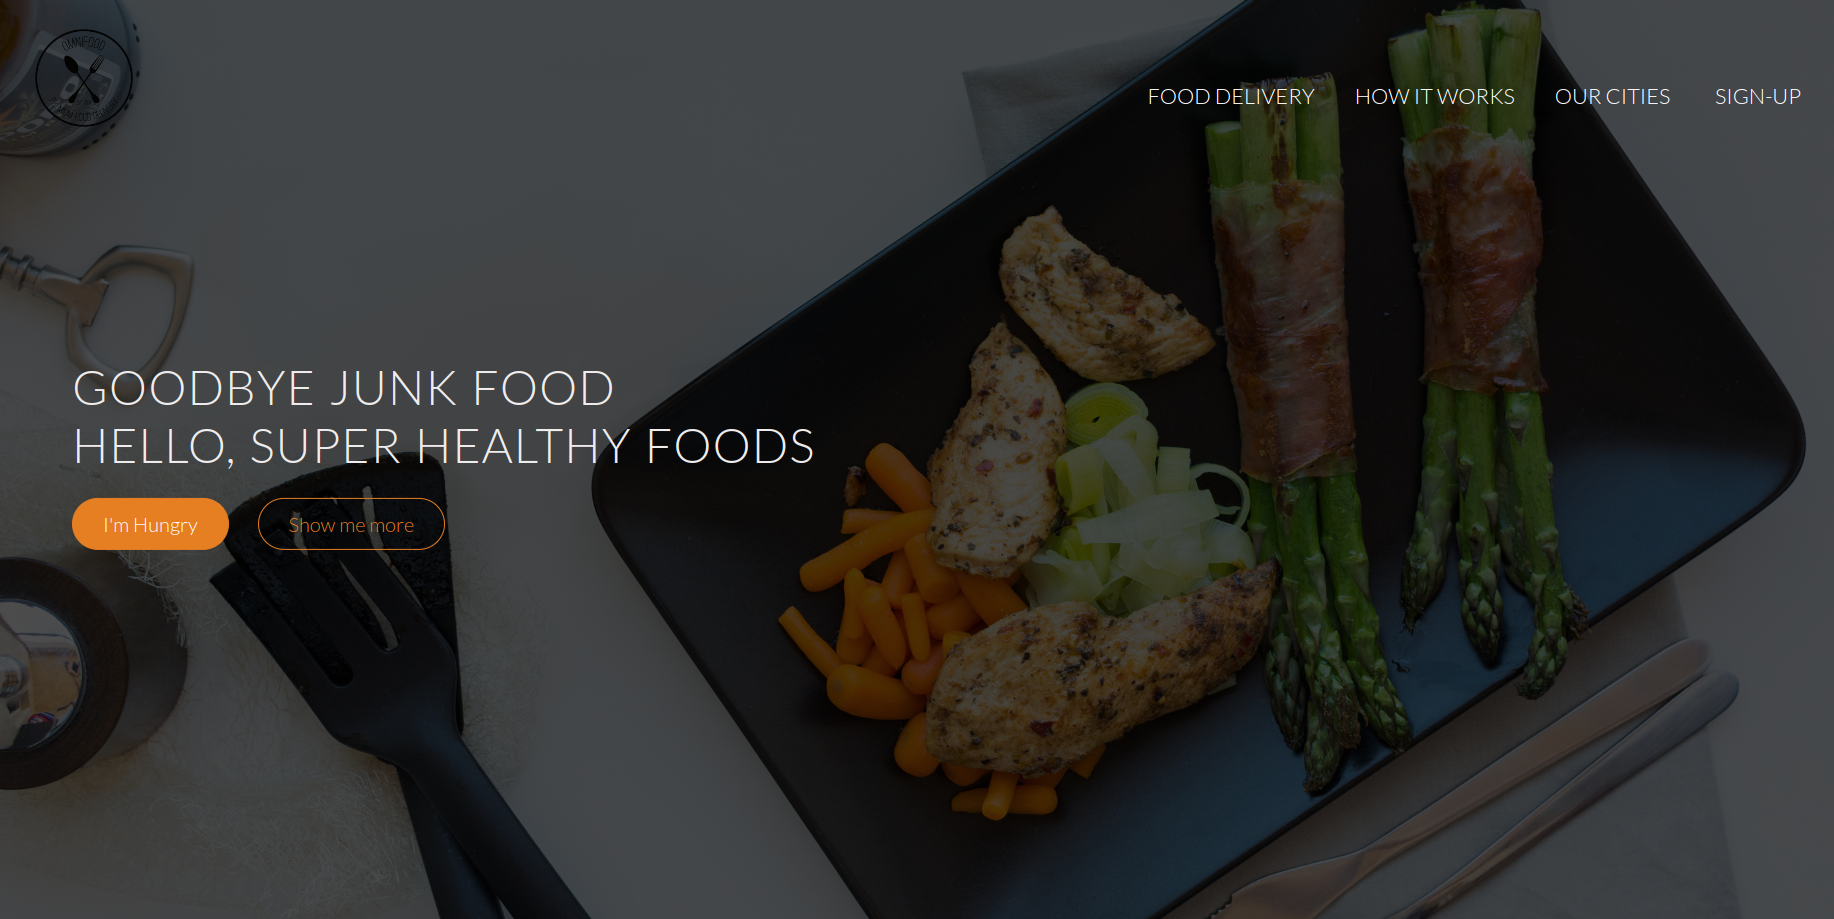 OMNIFOOD
FOOD DELIVERY
HOW IT WORKS
OUR CITIES
SIGN-UP
GOODBYE JUNK FOOD
HELLO, SUPER HEALTHY FOODS
I'm Hungry
Show me more